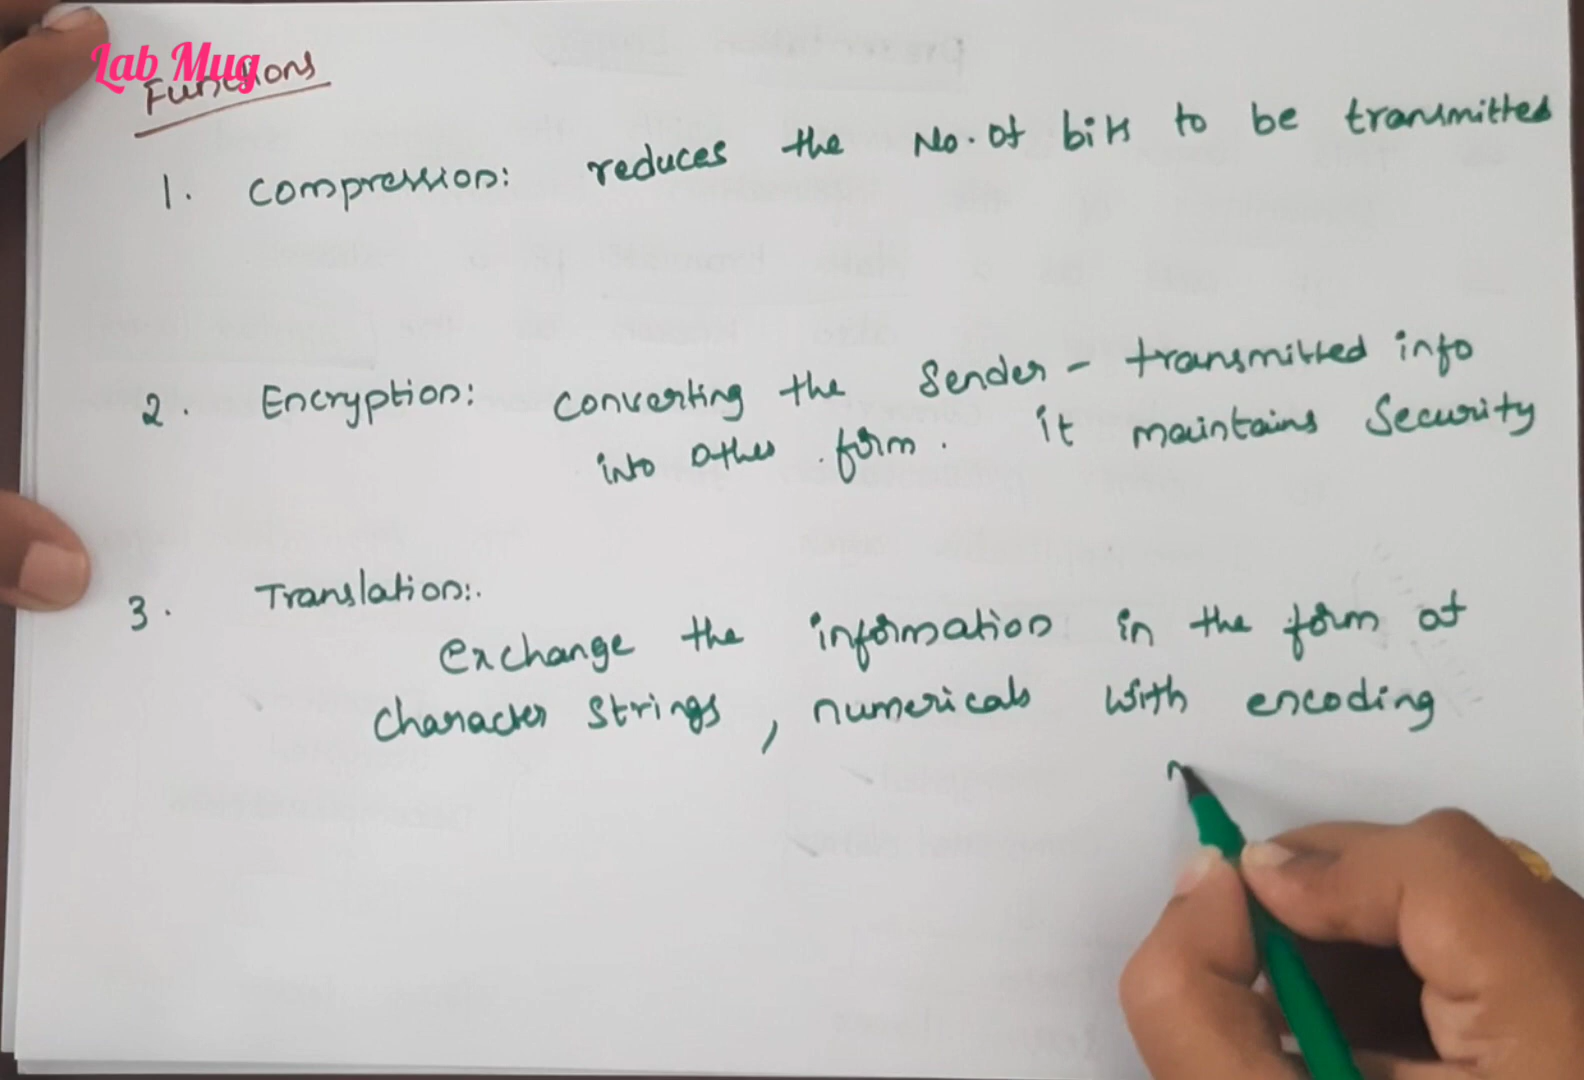 Lab Mug
Functions
1. Compression: reduces the No. of bits to be transmitted
2. Encryption: converting the Sender - transmitted info
into other form. it maintains Security
3. Translation:.
exchange the information in the form of
character strings, numericals with encoding